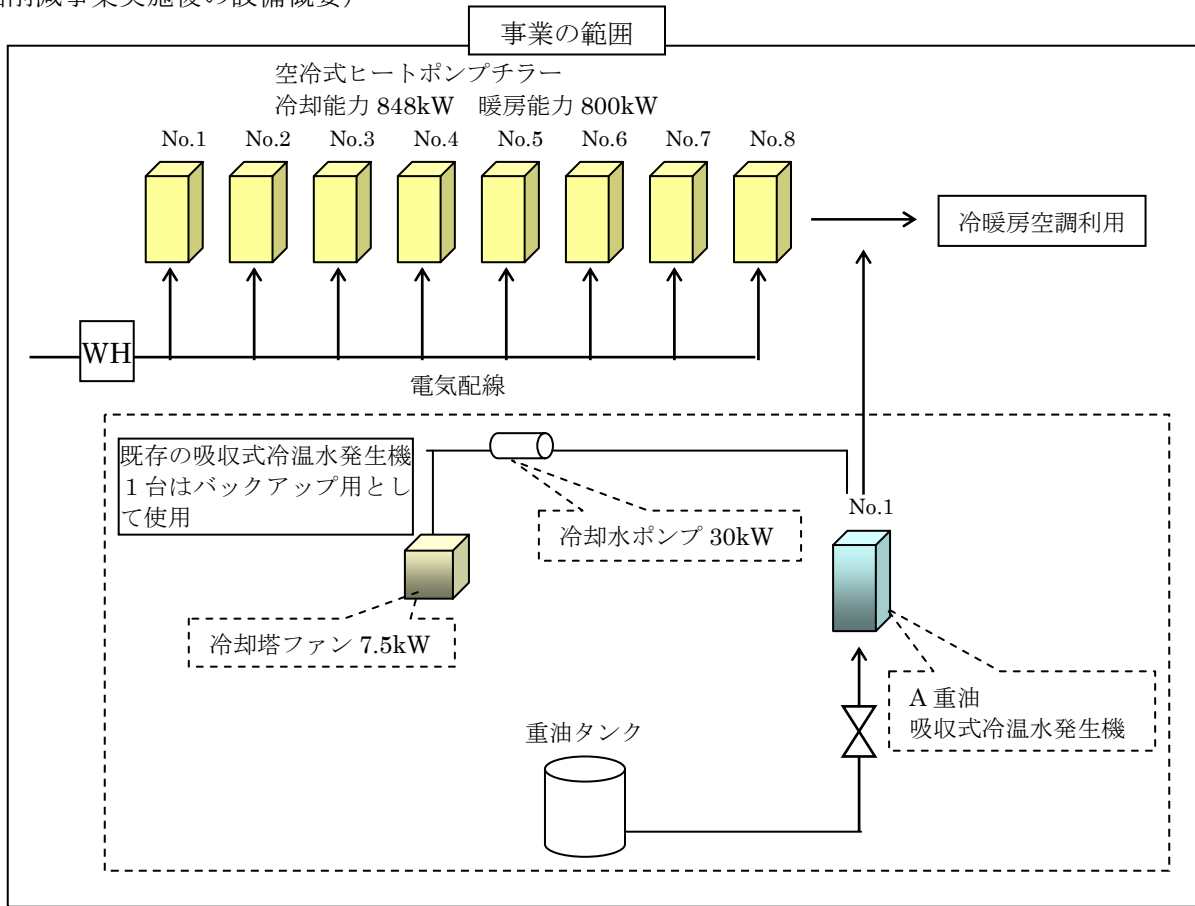 削減事業実施後の設備概要）
事業の範囲
空冷式ヒートポンプチラー
冷却能力 848kW　暖房能力 800kW
No.1 No.2 No.3 No.4 No.5 No.6 No.7 No.8
冷暖房空調利用
WH
電気配線
既存の吸収式冷温水発生機
１台はバックアップ用とし
て使用
No.1
冷却水ポンプ 30kW
冷却塔ファン 7.5kW
A 重油
吸収式冷温水発生機
重油タンク